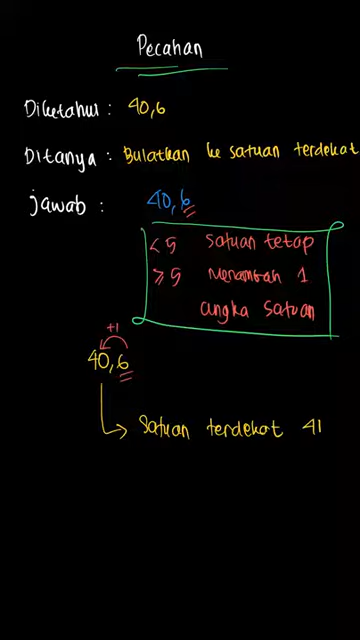 Pecahan
Diketahui : 40,6
Ditanya : Bulatkan ke satuan terdekat
jawab : 40,6
< 5 Satuan tetap
≥ 5 Menambah 1
angka satuan
+1
40,6
Satuan terdekat 41